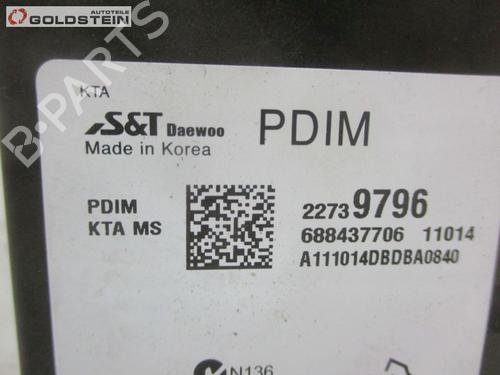 AUTOTEILE
GOLDSTEIN
B-PARTS
KTA
S&T Daewoo PDIM
Made in Korea
PDIM 22739796
KTA MS 688437706 11014
A111014DBDBA0840
N136